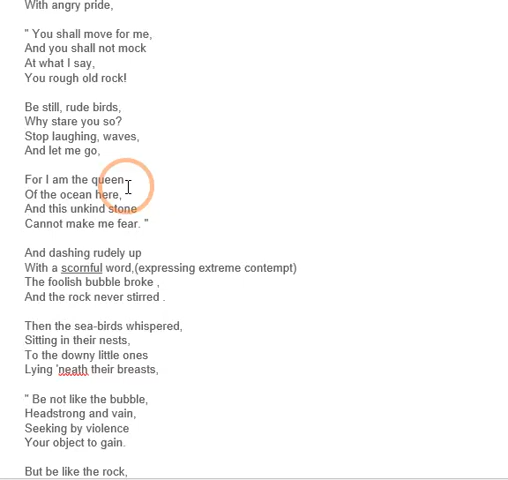 With angry pride,
" You shall move for me,
And you shall not mock
At what I say,
You rough old rock!
Be still, rude birds,
Why stare you so?
Stop laughing, waves,
And let me go,
For I am the queen
Of the ocean here,
And this unkind stone
Cannot make me fear. "
And dashing rudely up
With a scornful word,(expressing extreme contempt)
The foolish bubble broke ,
And the rock never stirred .
Then the sea-birds whispered,
Sitting in their nests,
To the downy little ones
Lying 'neath their breasts,
" Be not like the bubble,
Headstrong and vain,
Seeking by violence
Your object to gain.
But be like the rock,